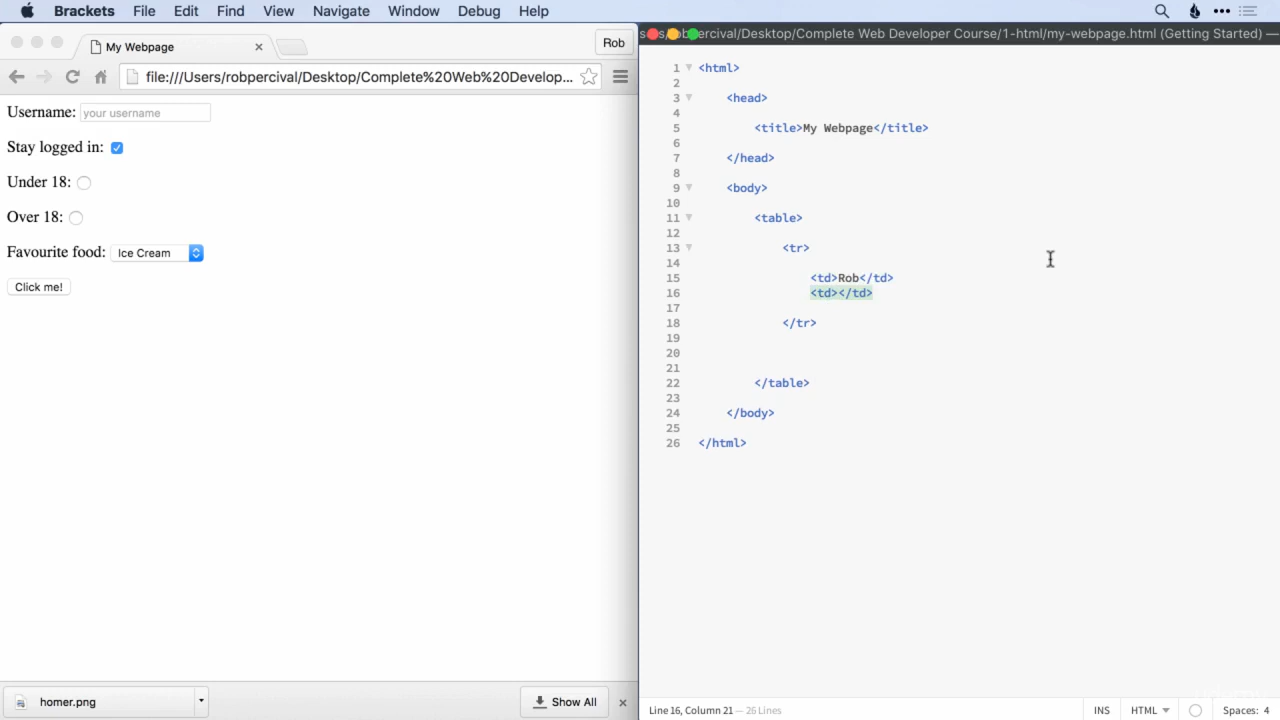 Brackets File Edit Find View Navigate Window Debug Help
My Webpage
Rob
file:///Users/robpercival/Desktop/Complete%20Web%20Develop...
Username: your username
Stay logged in:
Under 18:
Over 18:
Favourite food: Ice Cream
Click me!
homer.png
Show All
percival/Desktop/Complete Web Developer Course/1-html/my-webpage.html (Getting Started) —
1 <html>
2
3 <head>
4
5 <title>My Webpage</title>
6
7 </head>
8
9 <body>
10
11 <table>
12
13 <tr>
14
15 <td>Rob</td>
16 <td></td>
17
18 </tr>
19
20
21
22 </table>
23
24 </body>
25
26 </html>
Line 16, Column 21 — 26 Lines
INS HTML Spaces: 4